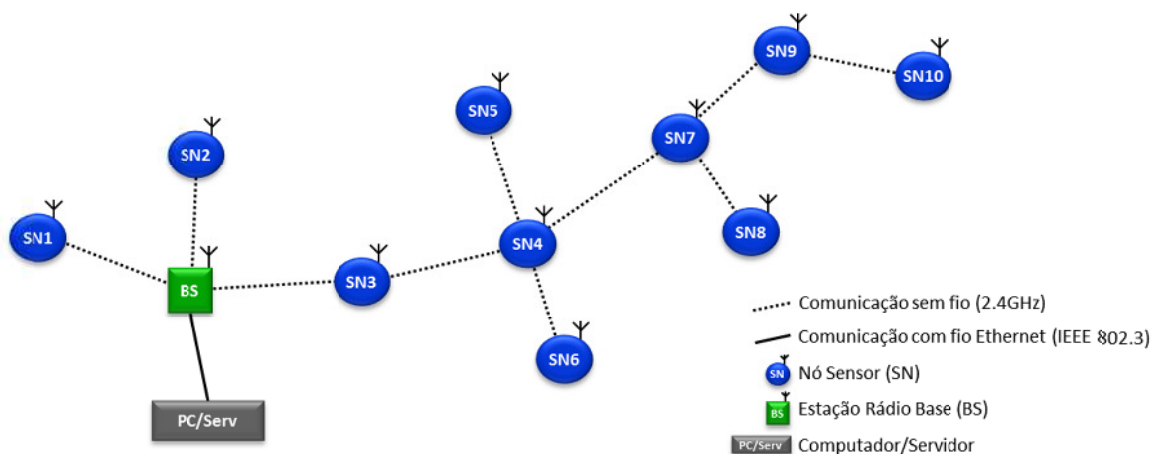 SN9
SN10
SN5
SN7
SN2
SN1
SN4
SN8
SN3
BS
SN6
PC/Serv
Comunicação sem fio (2.4GHz)
Comunicação com fio Ethernet (IEEE 802.3)
SN Nó Sensor (SN)
BS Estação Rádio Base (BS)
PC/Serv Computador/Servidor